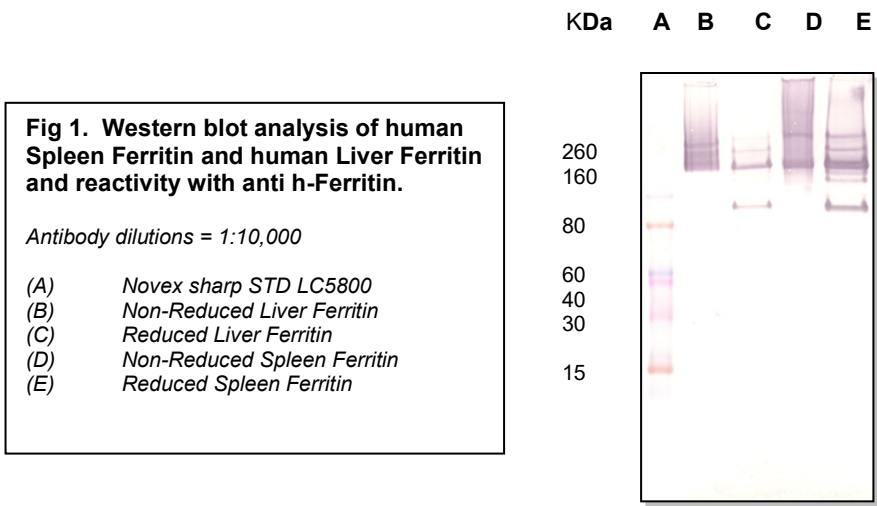 KDa A B C D E
Fig 1. Western blot analysis of human
Spleen Ferritin and human Liver Ferritin
and reactivity with anti h-Ferritin.
Antibody dilutions = 1:10,000
(A) Novex sharp STD LC5800
(B) Non-Reduced Liver Ferritin
(C) Reduced Liver Ferritin
(D) Non-Reduced Spleen Ferritin
(E) Reduced Spleen Ferritin
260
160
80
60
40
30
15